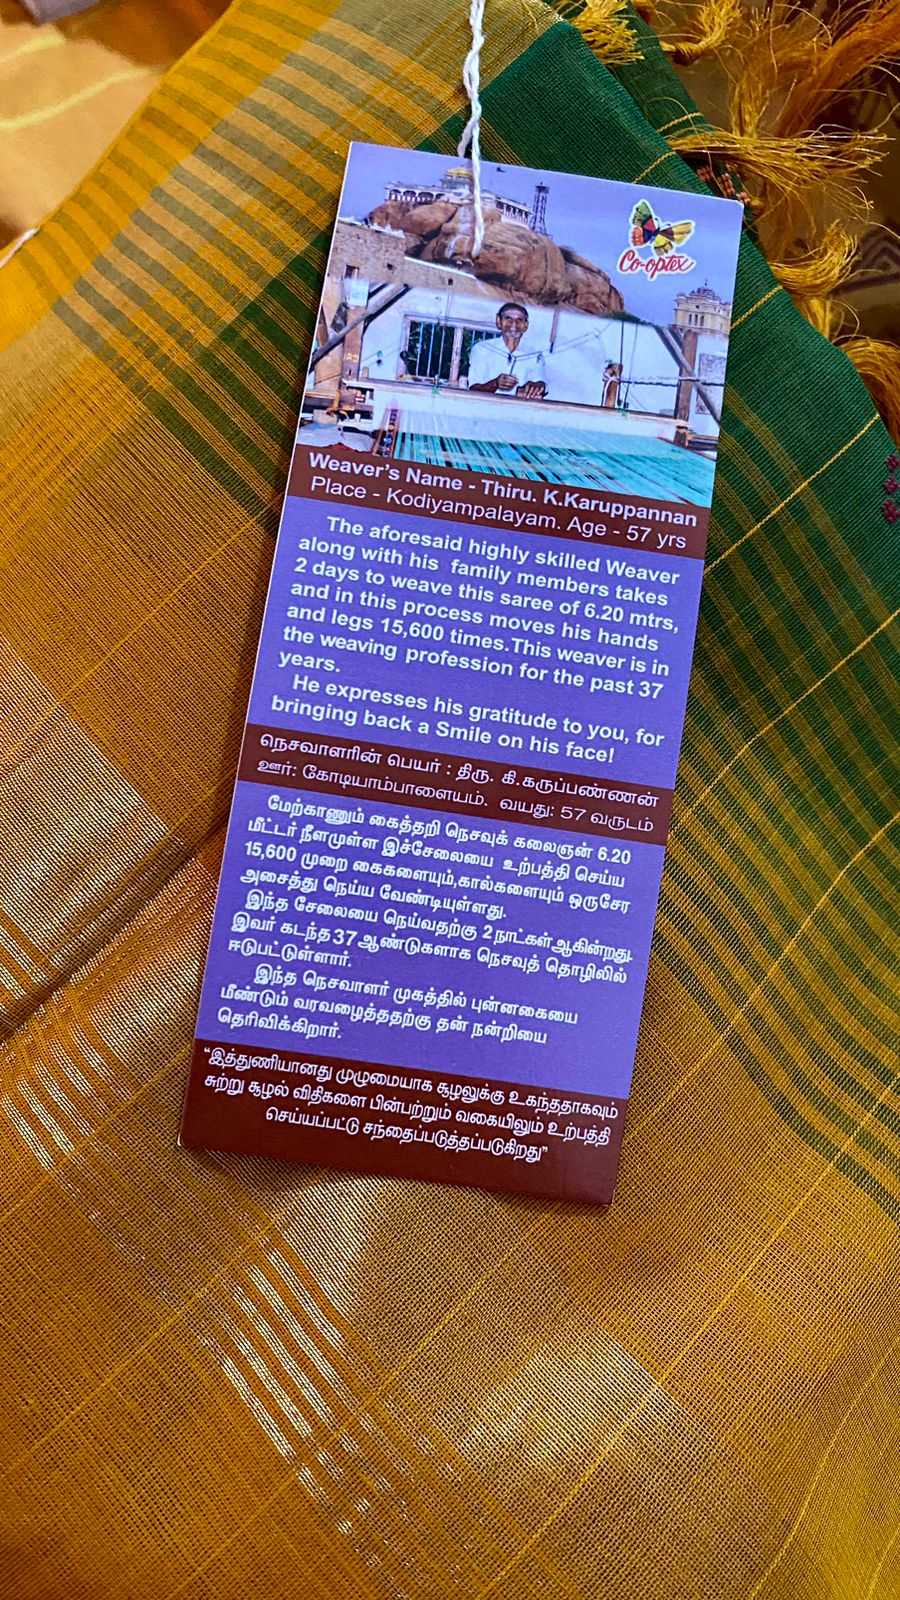 Co-optex
Weaver's Name - Thiru. K.Karuppannan
Place - Kodiyampalayam. Age - 57 yrs
The aforesaid highly skilled Weaver
along with his family members takes
2 days to weave this saree of 6.20 mtrs,
and in this process moves his hands
and legs 15,600 times.This weaver is in
the weaving profession for the past 37
years.
He expresses his gratitude to you, for
bringing back a Smile on his face!
நெசவாளரின் பெயர் : திரு. கி.கருப்பண்ணன்
ஊர்: கோடியாம்பாளையம். வயது: 57 வருடம்
மேற்காணும் கைத்தறி நெசவுக் கலைஞன் 6.20
மீட்டர் நீளமுள்ள இச்சேலையை உற்பத்தி செய்ய
15,600 முறை கைகளையும்,கால்களையும் ஒருசேர
அசைத்து நெய்ய வேண்டியுள்ளது.
இந்த சேலையை நெய்வதற்கு 2நாட்கள்ஆகின்றது.
இவர் கடந்த 37 ஆண்டுகளாக நெசவுத் தொழிலில்
ஈடுபட்டுள்ளார்.
இந்த நெசவாளர் முகத்தில் புன்னகையை
மீண்டும் வரவழைத்ததற்கு தன் நன்றியை
தெரிவிக்கிறார்.
“இத்துணியானது முழுமையாக சூழலுக்கு உகந்ததாகவும்
சுற்று சூழல் விதிகளை பின்பற்றும் வகையிலும் உற்பத்தி
செய்யப்பட்டு சந்தைப்படுத்தப்படுகிறது”